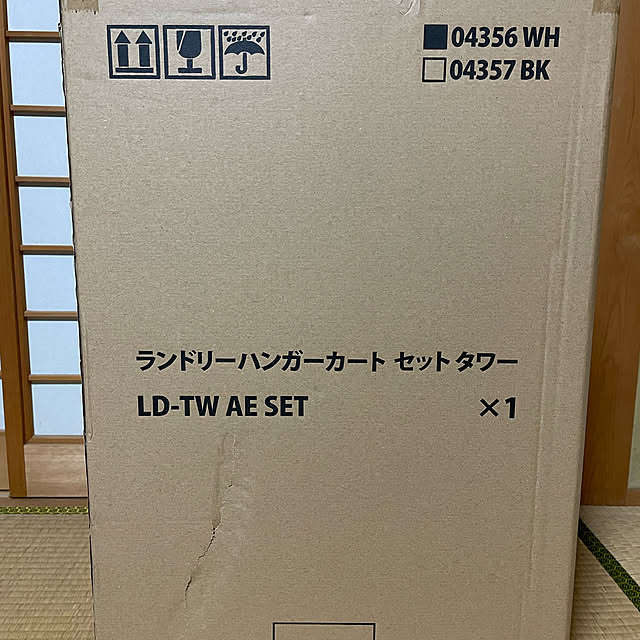 ■04356 WH
□04357 BK
ランドリーハンガーカート セット タワー
LD-TW AE SET ×1